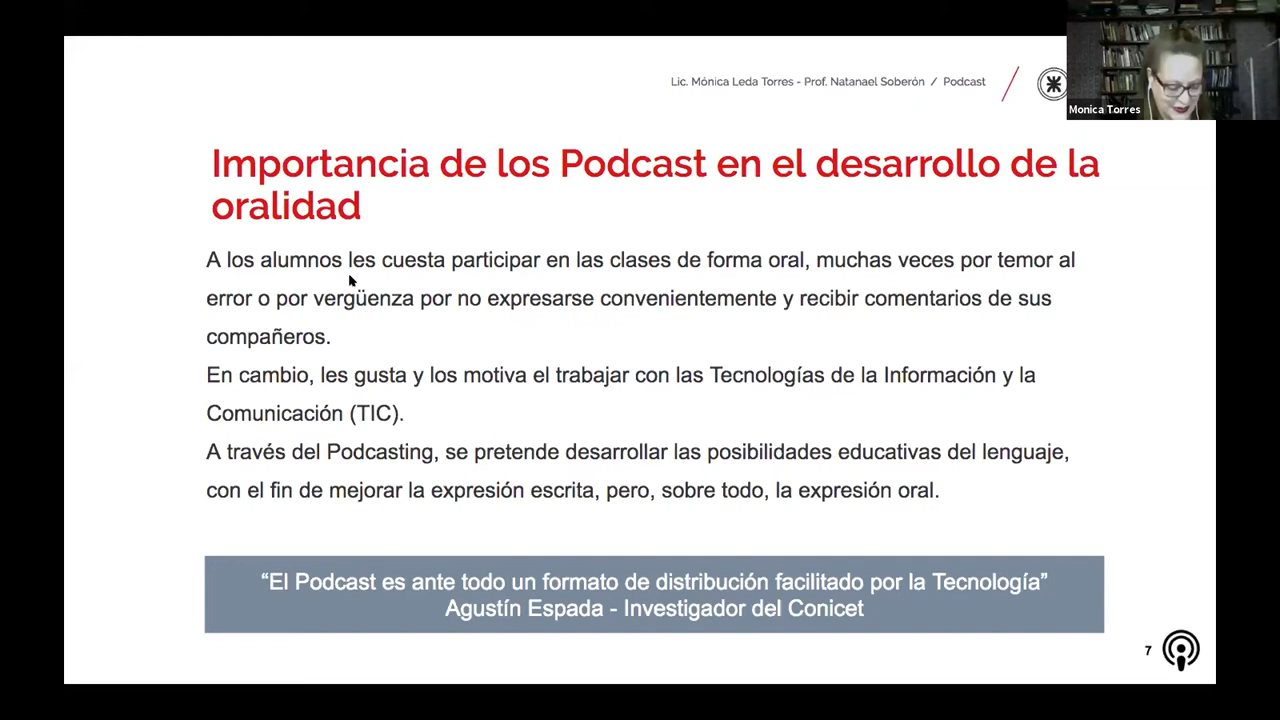 Lic. Mónica Leda Torres - Prof. Natanael Soberón / Podcast
Monica Torres
Importancia de los Podcast en el desarrollo de la
oralidad
A los alumnos les cuesta participar en las clases de forma oral, muchas veces por temor al
error o por vergüenza por no expresarse convenientemente y recibir comentarios de sus
compañeros.
En cambio, les gusta y los motiva el trabajar con las Tecnologías de la Información y la
Comunicación (TIC).
A través del Podcasting, se pretende desarrollar las posibilidades educativas del lenguaje,
con el fin de mejorar la expresión escrita, pero, sobre todo, la expresión oral.
“El Podcast es ante todo un formato de distribución facilitado por la Tecnología”
Agustín Espada - Investigador del Conicet
7